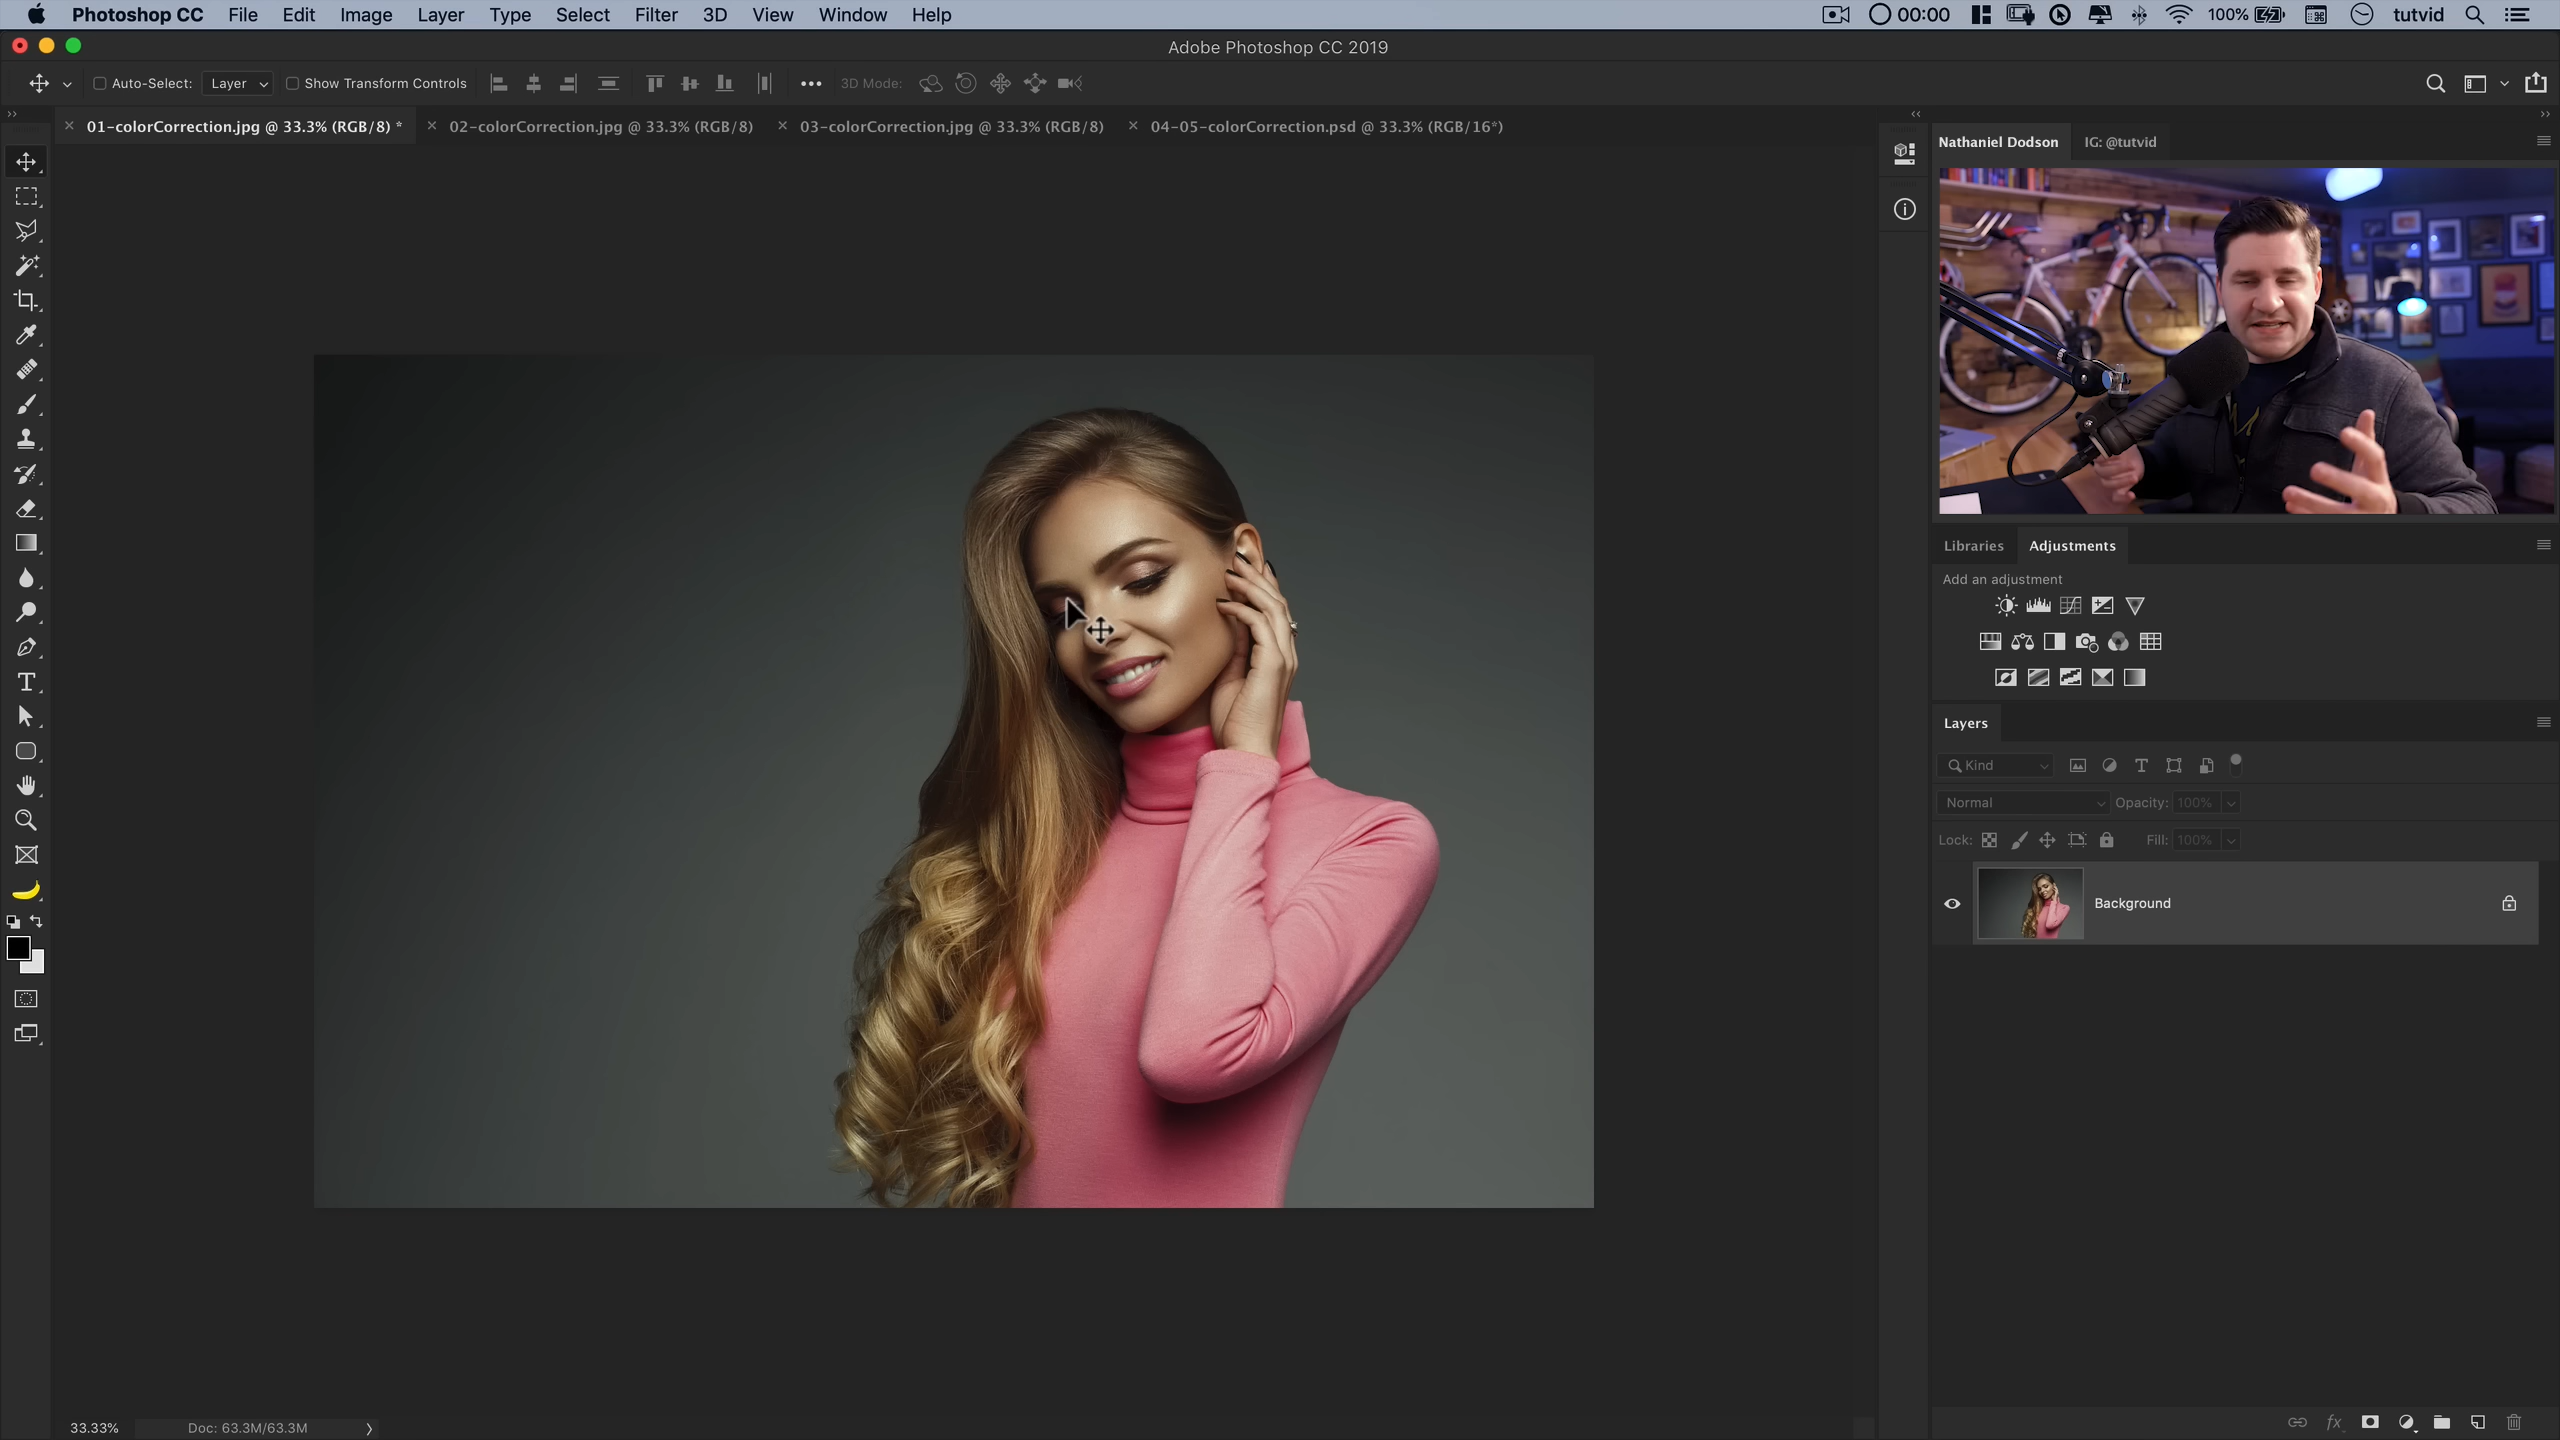 Photoshop CC File Edit Image Layer Type Select Filter 3D View Window Help 00:00 100% tutvid
Adobe Photoshop CC 2019
Auto-Select: Layer Show Transform Controls 3D Mode:
01-colorCorrection.jpg @ 33.3% (RGB/8) * 02-colorCorrection.jpg @ 33.3% (RGB/8) 03-colorCorrection.jpg @ 33.3% (RGB/8) 04-05-colorCorrection.psd @ 33.3% (RGB/16*)
Nathaniel Dodson IG: @tutvid
Libraries Adjustments
Add an adjustment
Layers
Kind
Normal Opacity: 100%
Lock: Fill: 100%
Background
33.33% Doc: 63.3M/63.3M
fx